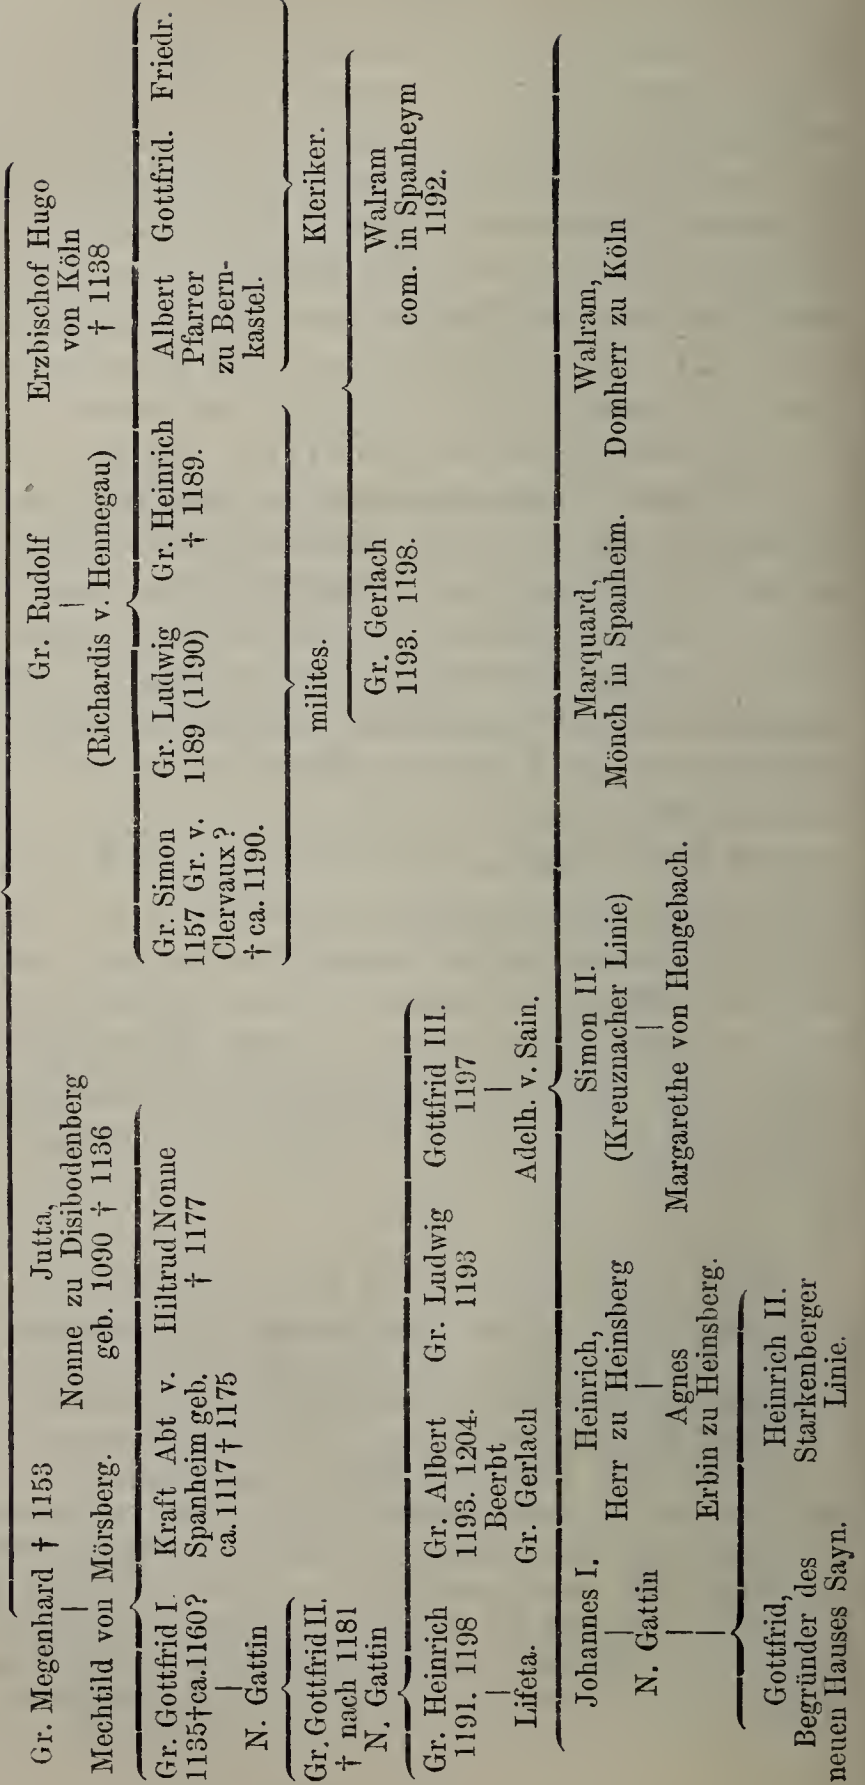 Gr. Megenhard † 1153
Mechtild von Mörsberg.
Jutta,
Nonne zu Disibodenberg
geb. 1090 † 1136
Gr. Rudolf
(Richardis v. Hennegau)
Erzbischof Hugo
von Köln
† 1138
Gr. Gottfrid I
1135†ca.1160?
N. Gattin
Kraft Abt v.
Spanheim geb.
ca. 1117 † 1175
Hiltrud Nonne
† 1177
Gr. Simon
1157 Gr. v.
Clervaux?
† ca. 1190.
Gr. Ludwig
1189 (1190)
Gr. Heinrich
† 1189.
Albert
Pfarrer
zu Bern-
kastel.
Gottfrid.
Friedr.
milites.
Kleriker.
Gr. Gottfrid II.
† nach 1181
N. Gattin
Gr. Gerlach
1193. 1198.
Walram
com. in Spanheym
1192.
Gr. Heinrich
1191. 1198
Lifeta.
Gr. Albert
1193. 1204.
Beerbt
Gr. Gerlach
Gr. Ludwig
1193
Gottfrid III.
1197
Adelh. v. Sain.
Johannes I.
N. Gattin
Heinrich,
Herr zu Heinsberg
Agnes
Erbin zu Heinsberg.
Simon II.
(Kreuznacher Linie)
Margarethe von Hengebach.
Marquard,
Mönch in Spanheim.
Walram,
Domherr zu Köln
Gottfrid,
Begründer des
neuen Hauses Sayn.
Heinrich II.
Starkenberger
Linie.